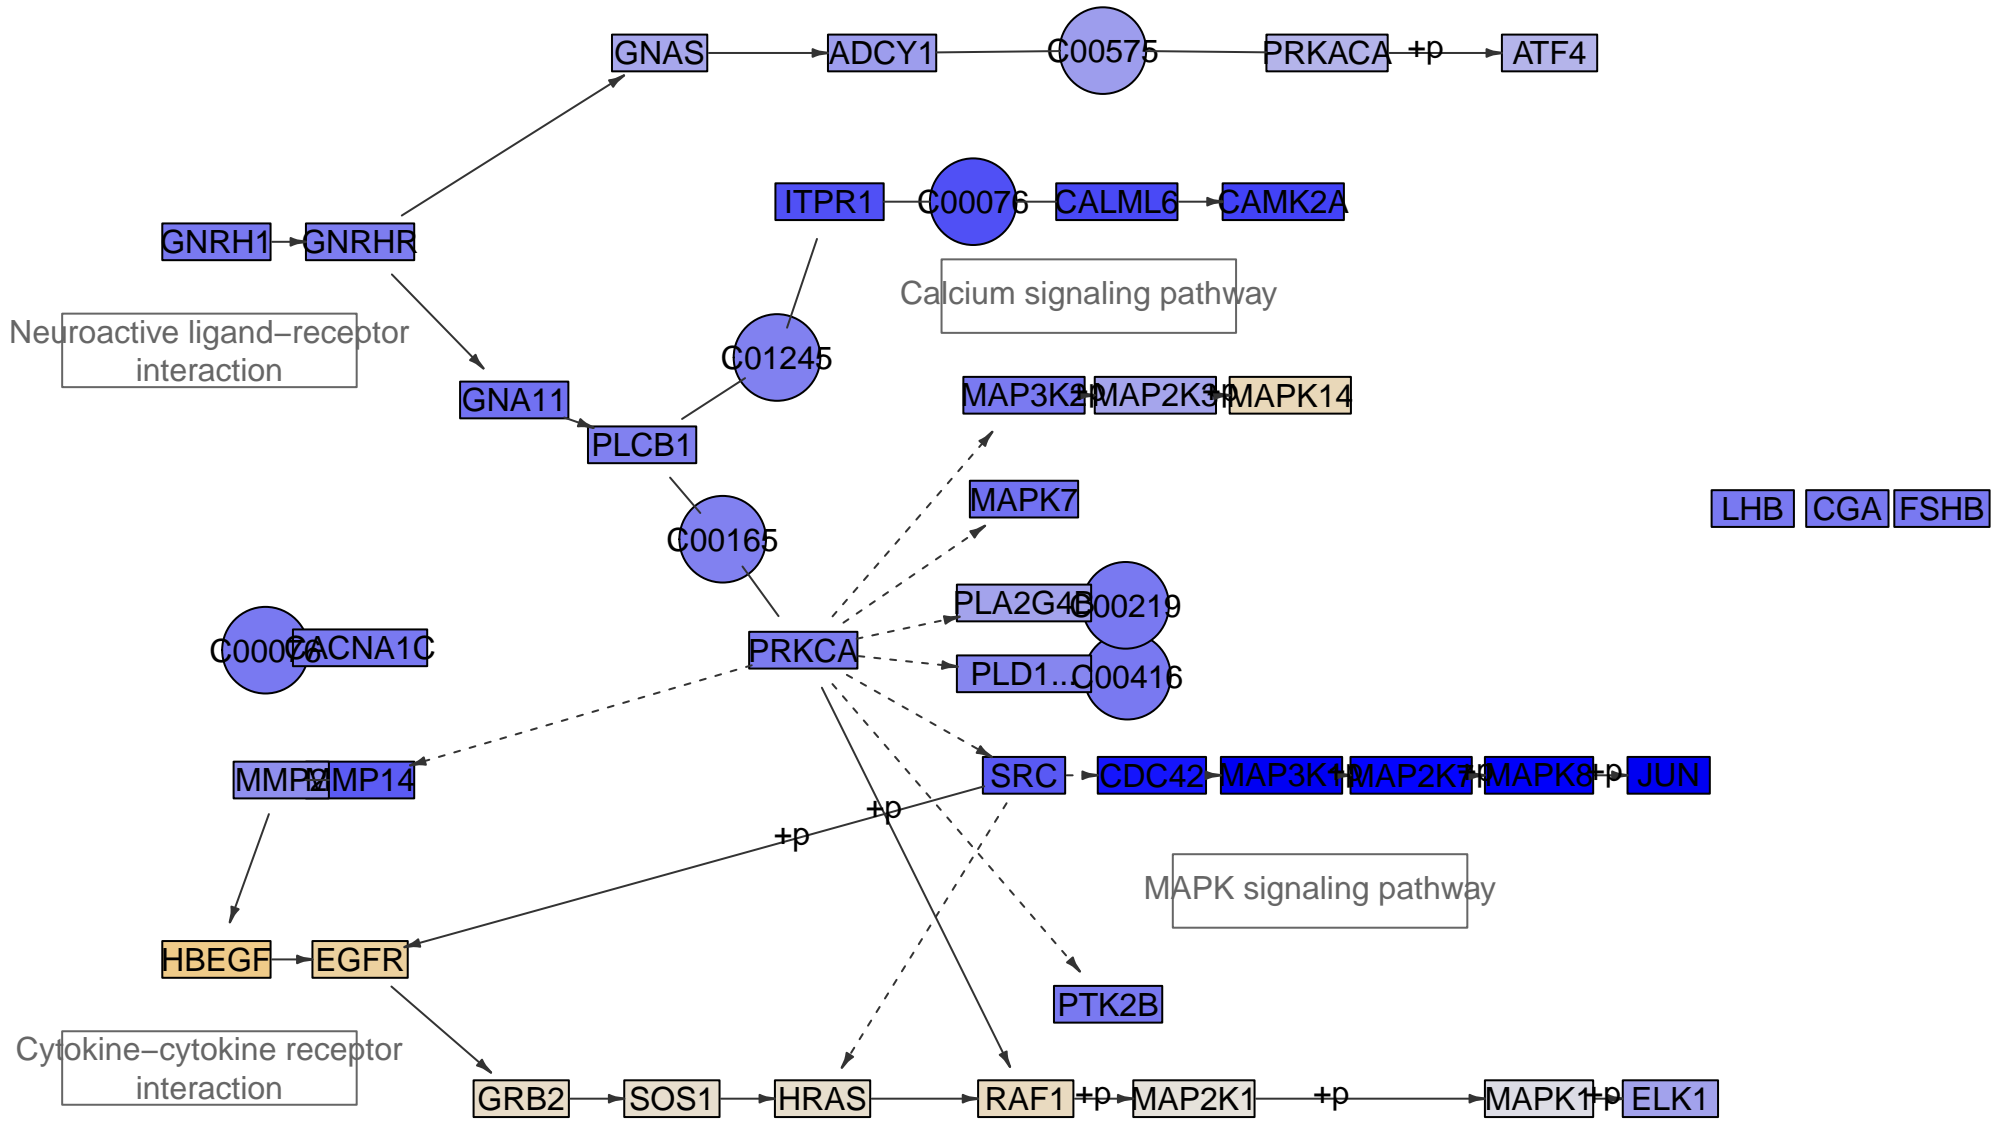 GNAS
ADCY1
C00575
PRKACA
+p
ATF4
ITPR1
C00076
CALML6
CAMK2A
GNRH1
GNRHR
Calcium signaling pathway
Neuroactive ligand–receptor
interaction
C01245
GNA11
MAP3K2
+p
MAP2K3
+p
MAPK14
PLCB1
MAPK7
LHB
CGA
FSHB
C00165
PLA2G4B
C00219
C00076
CACNA1C
PRKCA
PLD1...
C00416
MMP2
MMP14
SRC
CDC42
MAP3K1
+p
MAP2K7
+p
MAPK8
+p
JUN
+p
+p
MAPK signaling pathway
HBEGF
EGFR
PTK2B
Cytokine–cytokine receptor
interaction
GRB2
SOS1
HRAS
RAF1
+p
MAP2K1
+p
MAPK1
+p
ELK1